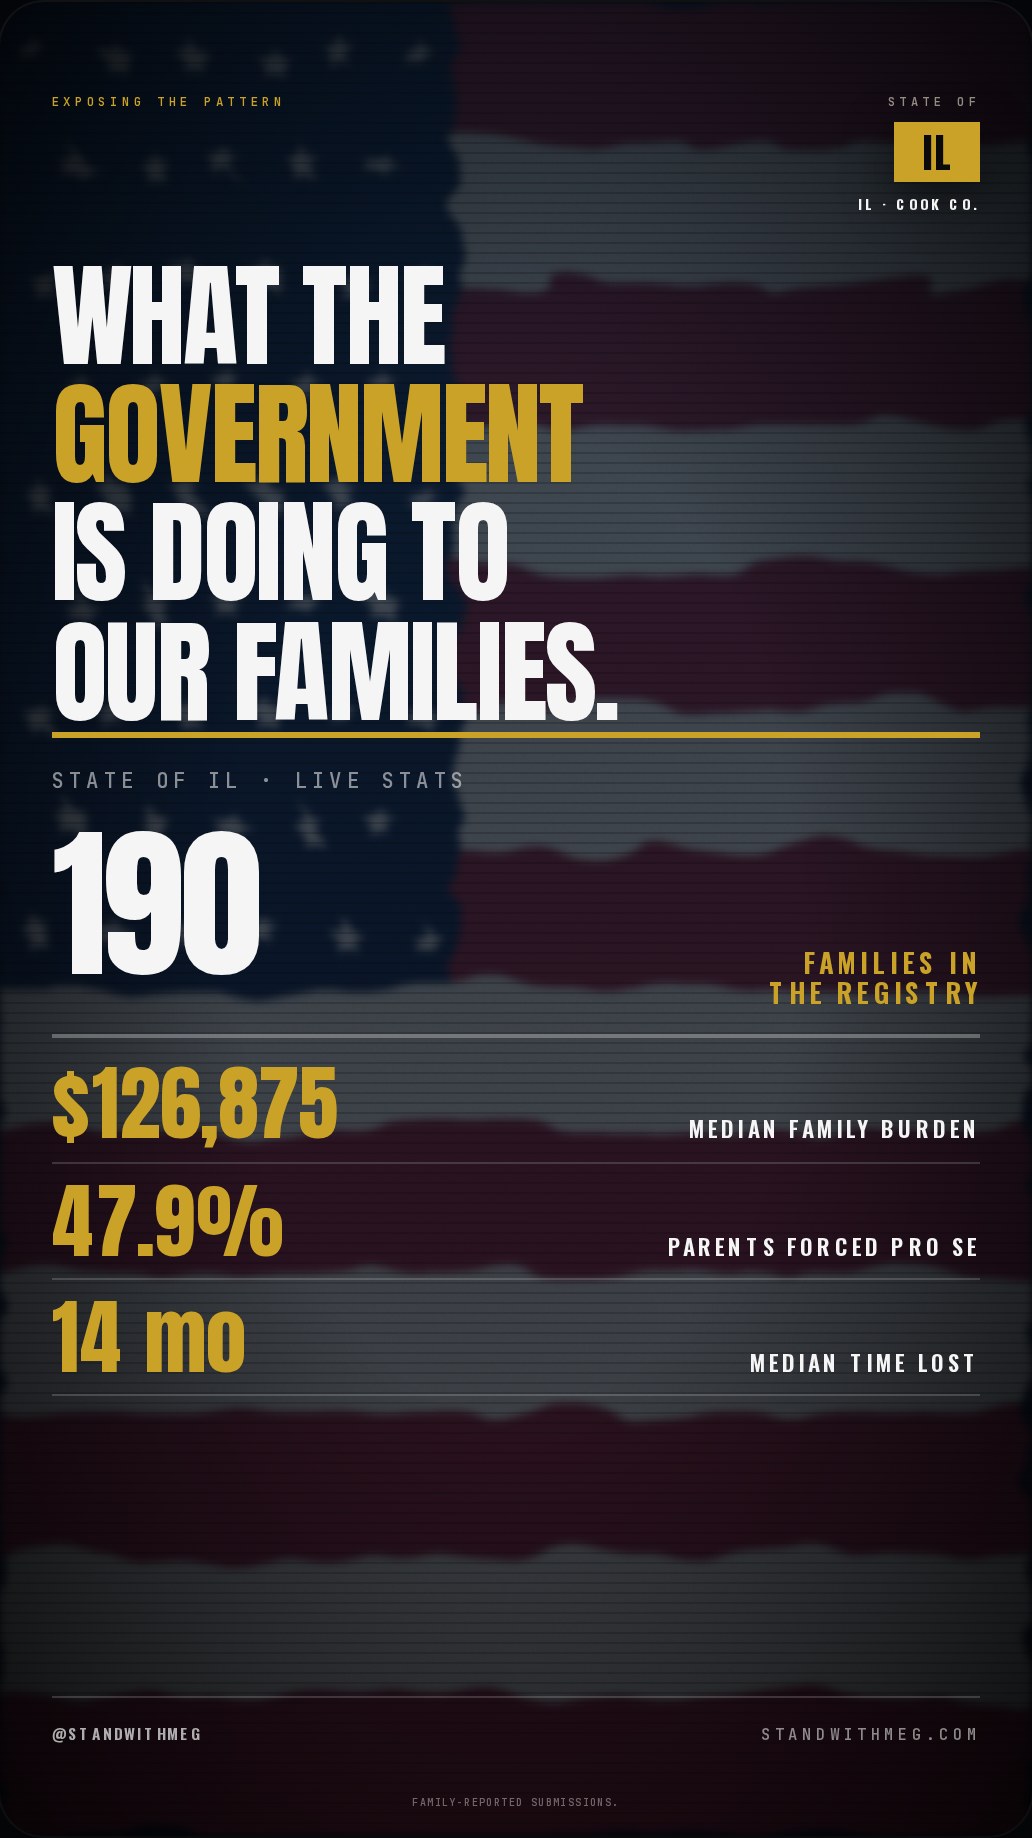 EXPOSING THE PATTERN
STATE OF
IL
IL · COOK CO.
WHAT THE
GOVERNMENT
IS DOING TO
OUR FAMILIES.
STATE OF IL · LIVE STATS
190
FAMILIES IN
THE REGISTRY
$126,875
MEDIAN FAMILY BURDEN
47.9%
PARENTS FORCED PRO SE
14 mo
MEDIAN TIME LOST
@STANDWITHMEG
STANDWITHMEG.COM
FAMILY-REPORTED SUBMISSIONS.